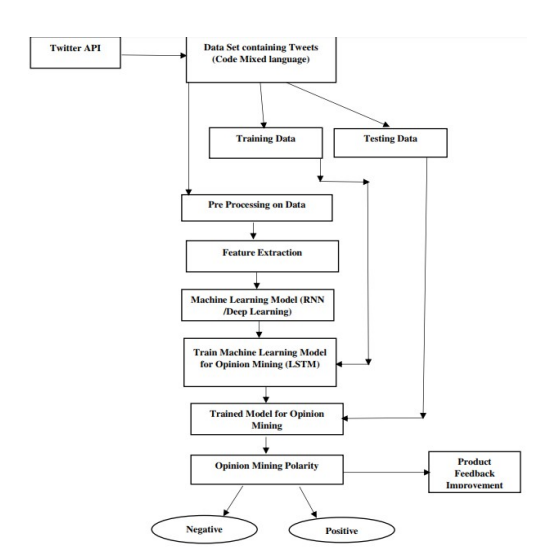 Twitter API
Data Set containing Tweets
(Code Mixed language)
Training Data
Testing Data
Pre Processing on Data
Feature Extraction
Machine Learning Model (RNN
/Deep Learning)
Train Machine Learning Model
for Opinion Mining (LSTM)
Trained Model for Opinion
Mining
Opinion Mining Polarity
Product
Feedback
Improvement
Negative
Positive